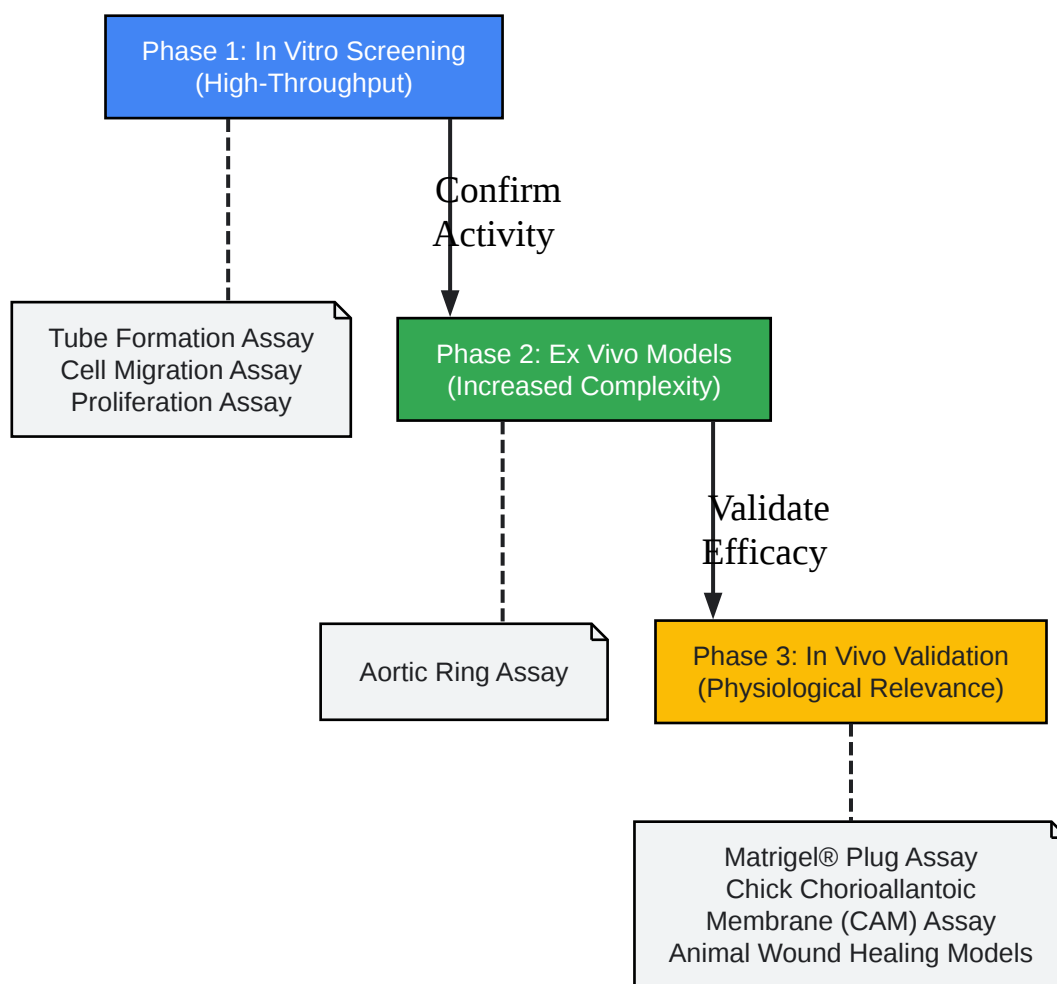 Phase 1: In Vitro Screening
(High-Throughput)
Confirm
Activity
Tube Formation Assay
Cell Migration Assay
Proliferation Assay
Phase 2: Ex Vivo Models
(Increased Complexity)
Validate
Efficacy
Aortic Ring Assay
Phase 3: In Vivo Validation
(Physiological Relevance)
Matrigel® Plug Assay
Chick Chorioallantoic
Membrane (CAM) Assay
Animal Wound Healing Models